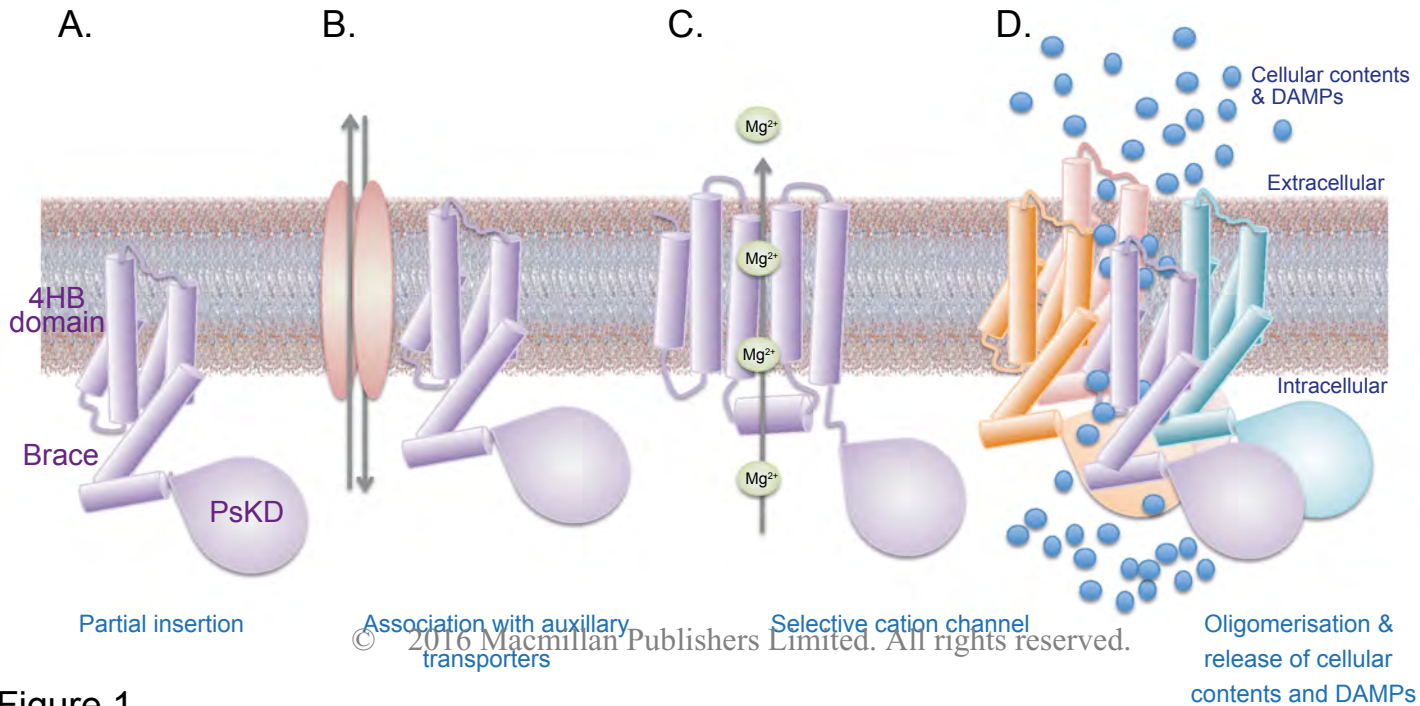 A.
B.
C.
D.
Cellular contents
& DAMPs
Mg²⁺
Extracellular
Mg²⁺
4HB
domain
Mg²⁺
Intracellular
Brace
Mg²⁺
PsKD
Partial insertion
Association with auxillary
transporters
Selective cation channel
Oligomerisation &
release of cellular
contents and DAMPs
© 2016 Macmillan Publishers Limited. All rights reserved.
Figure 1